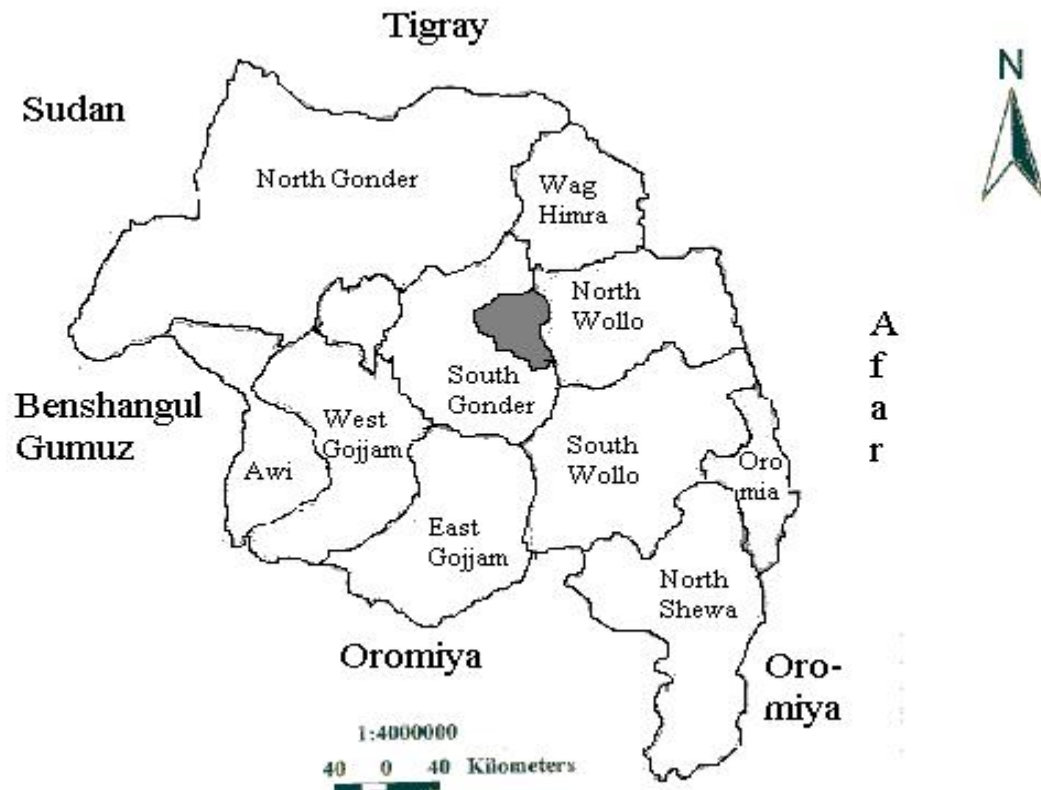 Tigray
N
Sudan
North Gonder
Wag
Himra
North
Wollo
A
f
a
r
South
Gonder
Benshangul
Gumuz
West
Gojjam
Awi
South
Wollo
Oro
mia
East
Gojjam
North
Shewa
Oromiya
Oro-
miya
1:4000000
40 0 40 Kilometers